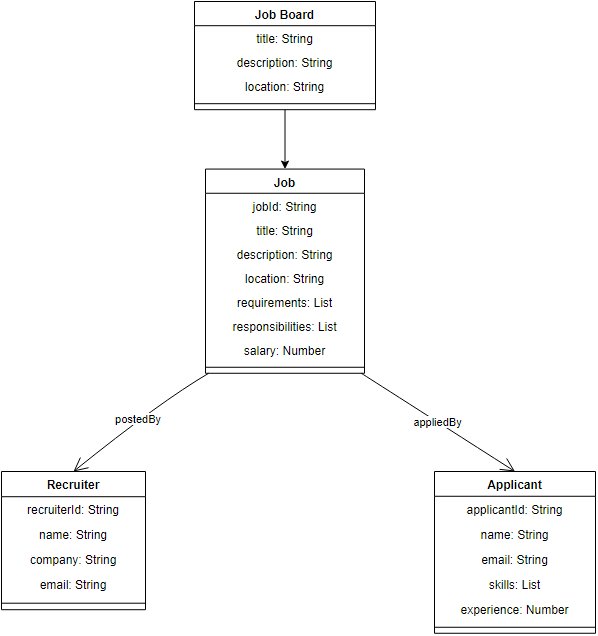 Job Board
title: String
description: String
location: String
Job
jobId: String
title: String
description: String
location: String
requirements: List
responsibilities: List
salary: Number
postedBy
appliedBy
Recruiter
recruiterId: String
name: String
company: String
email: String
Applicant
applicantId: String
name: String
email: String
skills: List
experience: Number